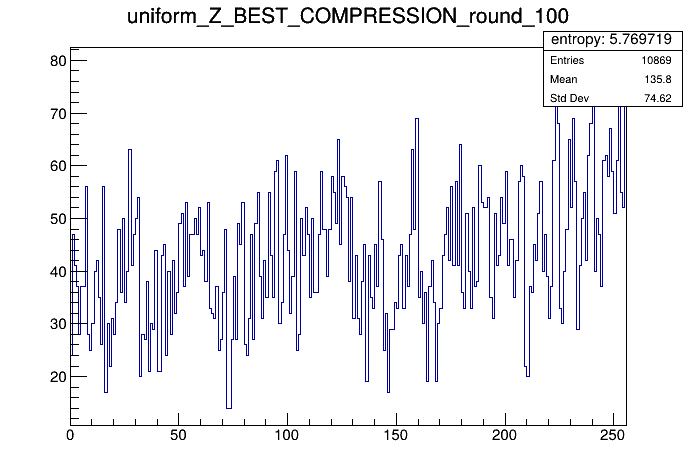 uniform_Z_BEST_COMPRESSION_round_100
entropy: 5.769719
Entries 10869
Mean 135.8
Std Dev 74.62
80
70
60
50
40
30
20
0 50 100 150 200 250